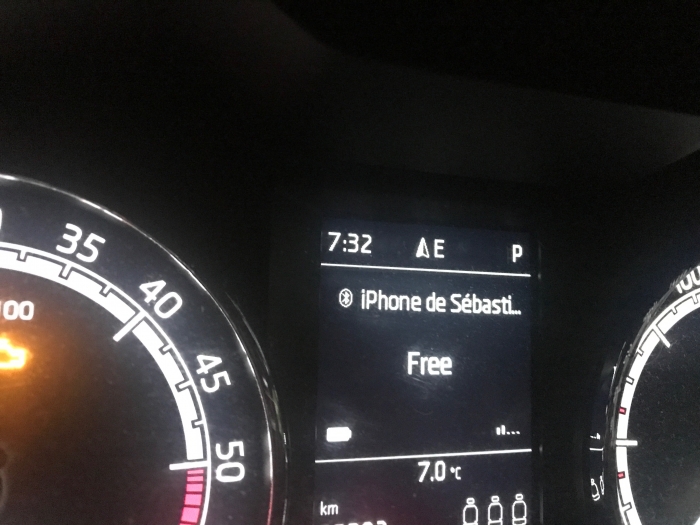 7:32 E P
iPhone de Sébasti...
Free
7.0 °C
km
35
40
45
50